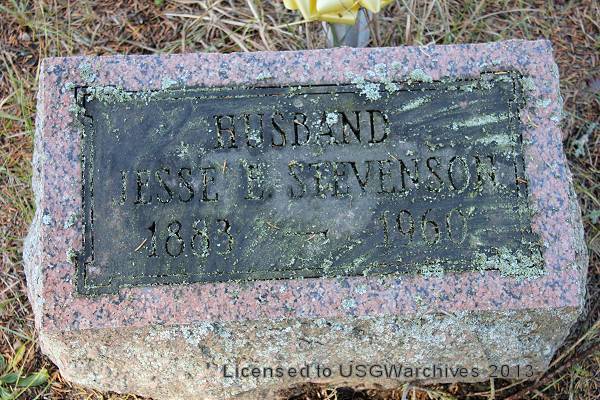 HUSBAND
JESSE E. STEVENSON
1883 – 1960
Licensed to USGWarchives 2013